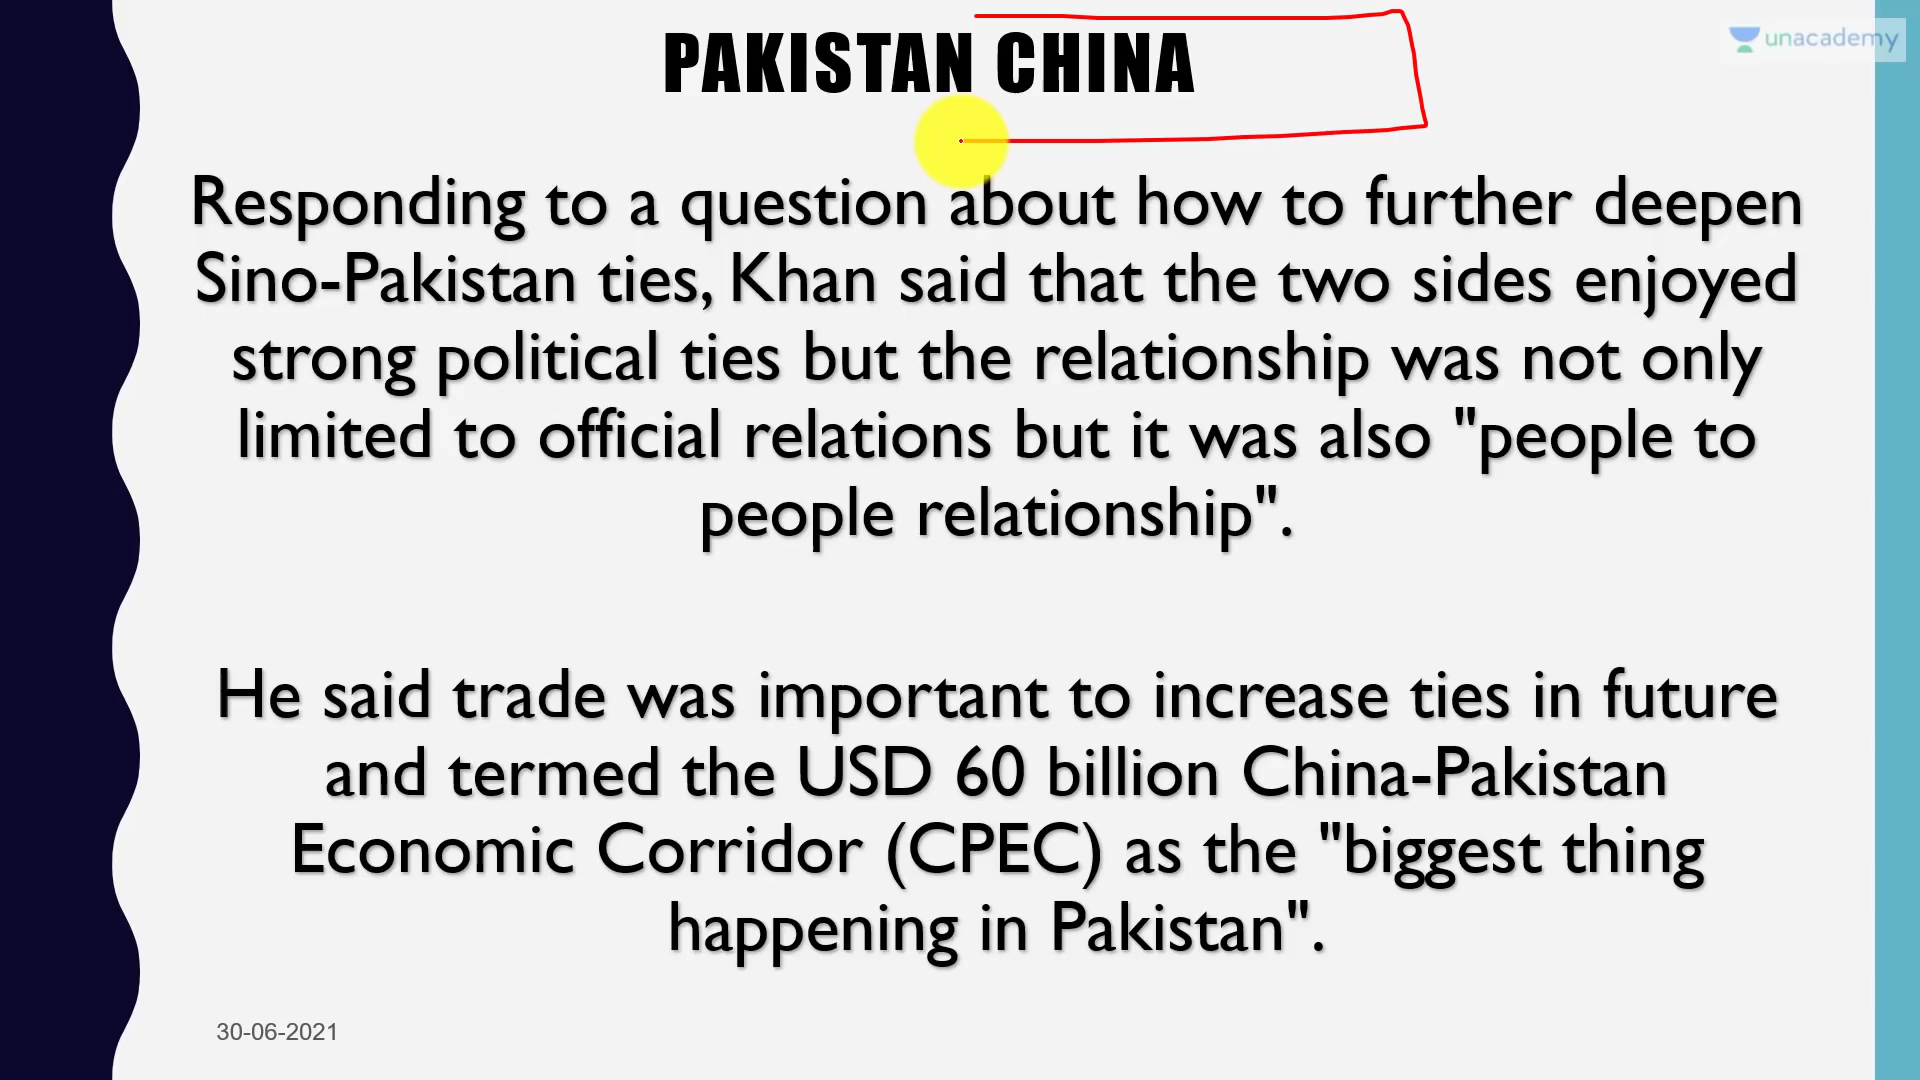 PAKISTAN CHINA
unacademy
Responding to a question about how to further deepen
Sino-Pakistan ties, Khan said that the two sides enjoyed
strong political ties but the relationship was not only
limited to official relations but it was also "people to
people relationship".
He said trade was important to increase ties in future
and termed the USD 60 billion China-Pakistan
Economic Corridor (CPEC) as the "biggest thing
happening in Pakistan".
30-06-2021